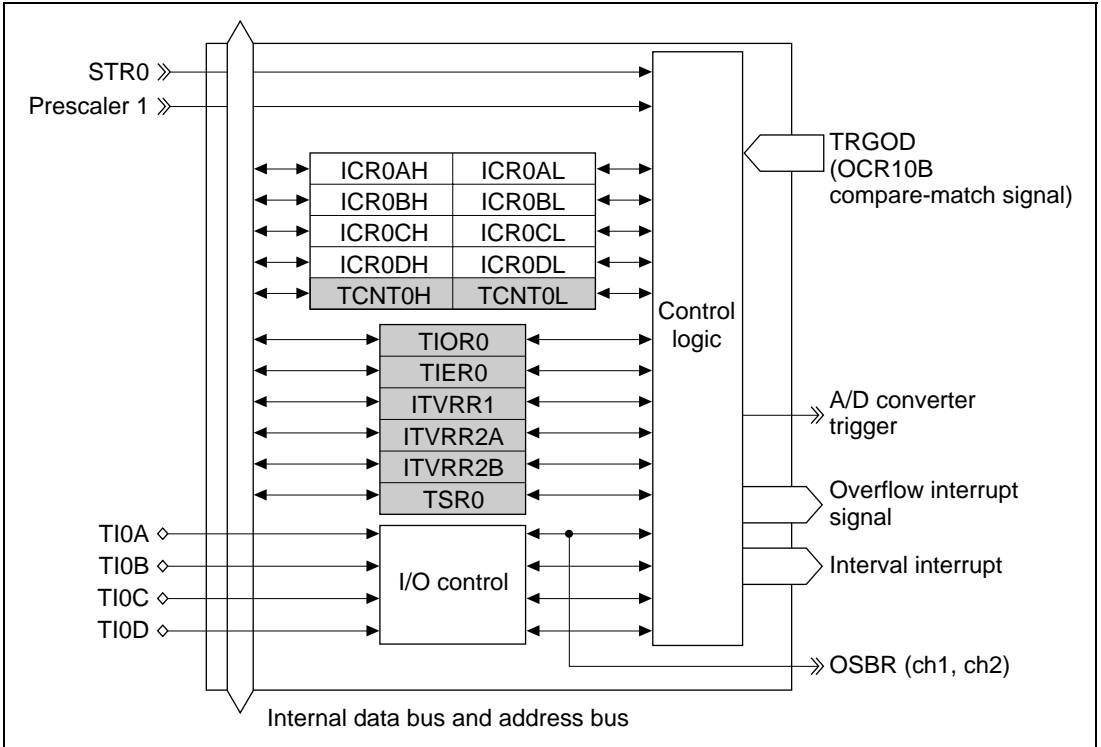 STR0
Prescaler 1
TRGOD
(OCR10B
compare-match signal)
ICR0AH ICR0AL
ICR0BH ICR0BL
ICR0CH ICR0CL
ICR0DH ICR0DL
TCNT0H TCNT0L
Control
logic
TIOR0
TIER0
ITVRR1
ITVRR2A
ITVRR2B
TSR0
A/D converter
trigger
Overflow interrupt
signal
Interval interrupt
TI0A
TI0B
TI0C
TI0D
I/O control
OSBR (ch1, ch2)
Internal data bus and address bus